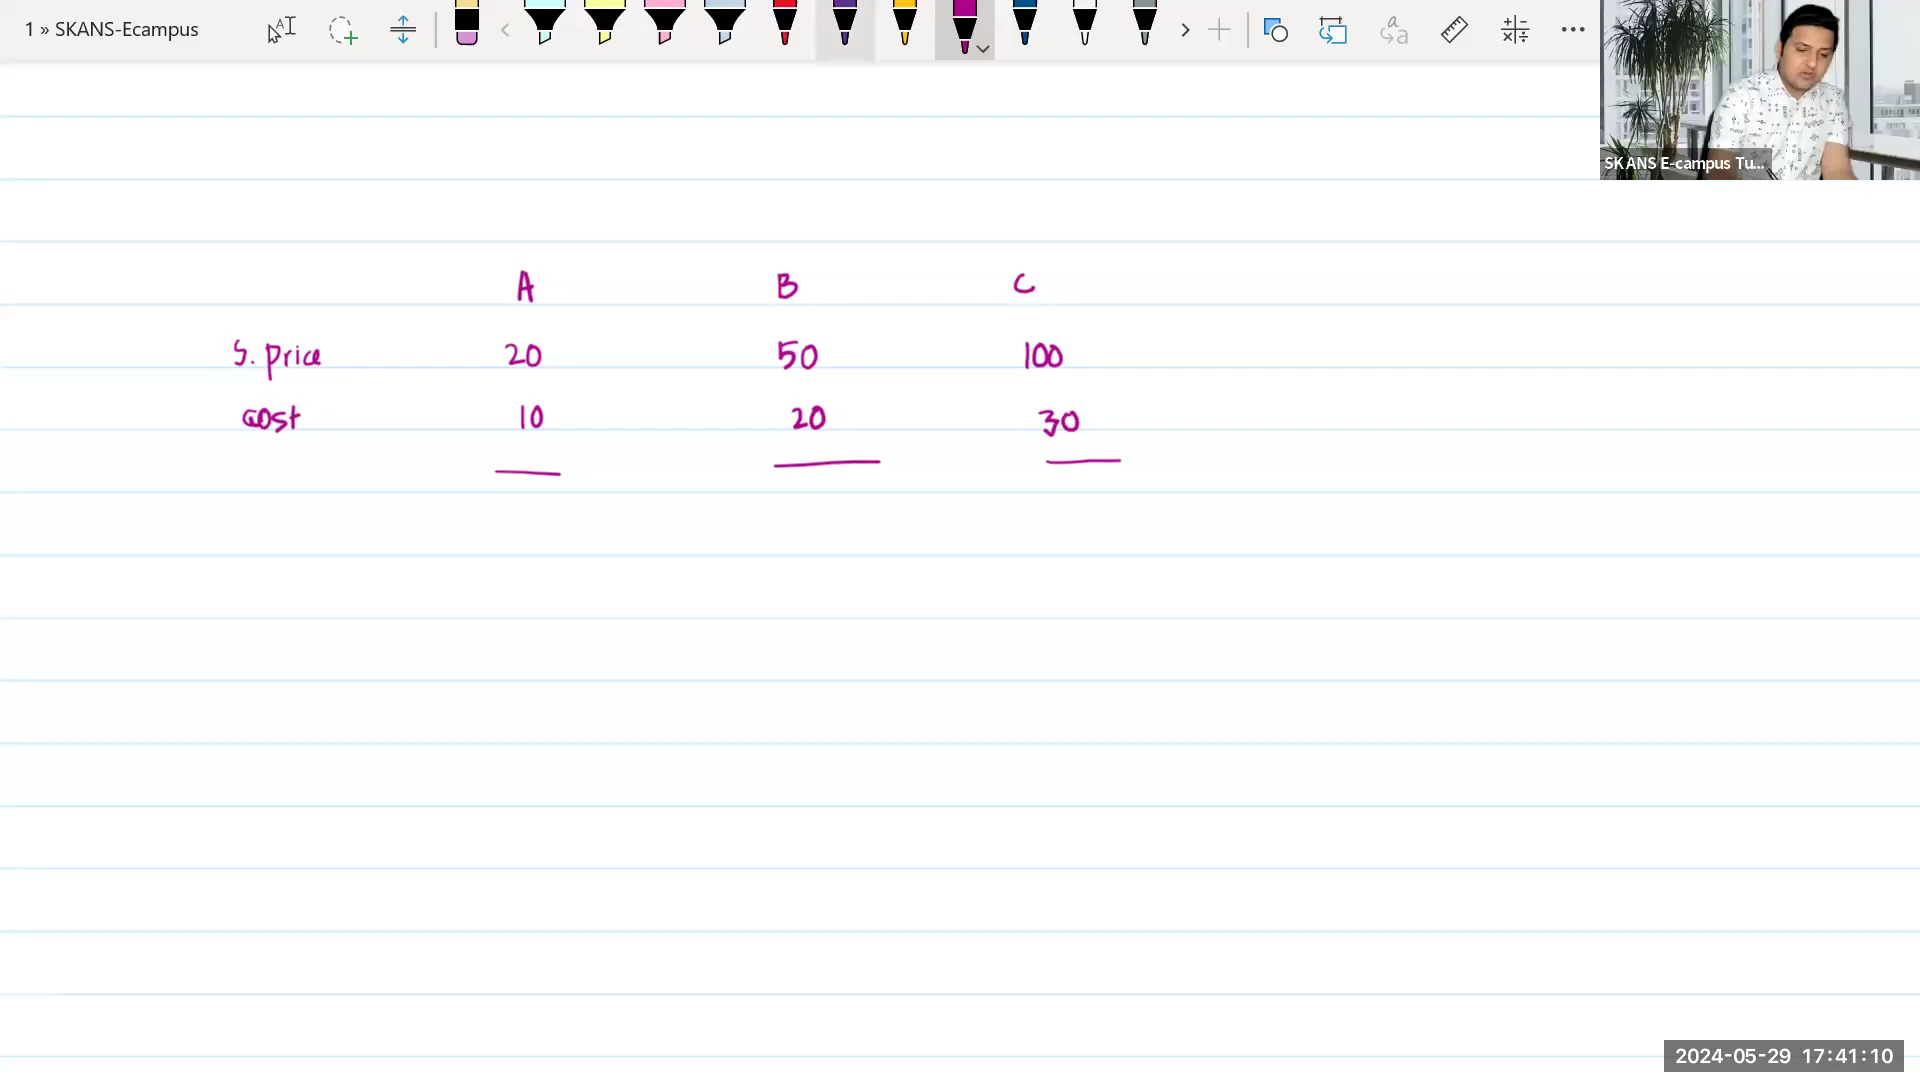 1 » SKANS-Ecampus
SKANS E-campus Tu...
A B C
S. price 20 50 100
cost 10 20 30
2024-05-29 17:41:10